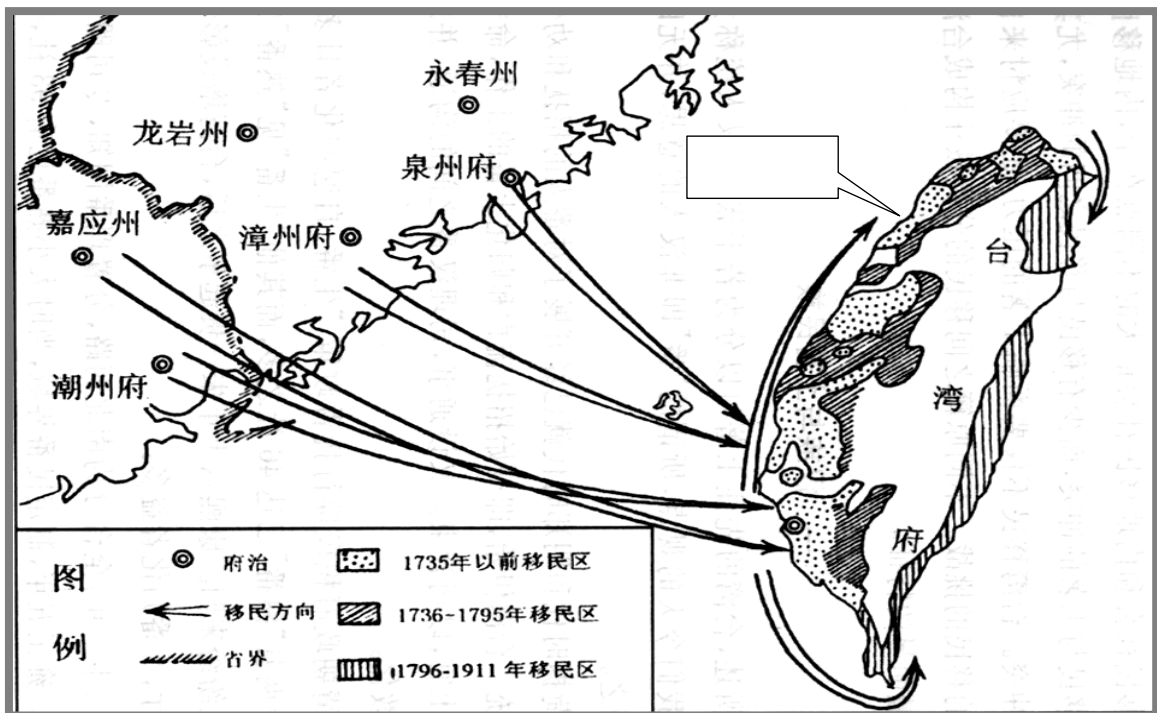 永春州
龙岩州
泉州府
嘉应州
漳州府
潮州府
台
湾
府
图
例
府治
移民方向
省界
1735年以前移民区
1736-1795年移民区
1796-1911年移民区